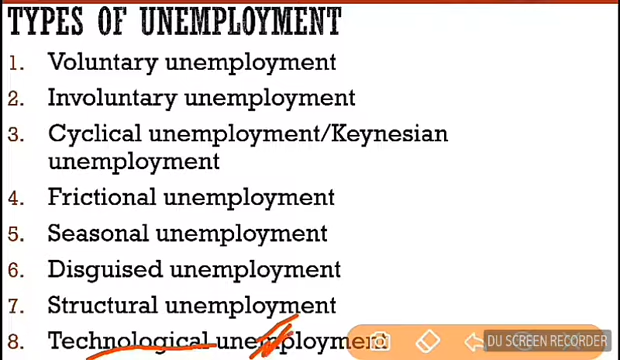 TYPES OF UNEMPLOYMENT
1. Voluntary unemployment
2. Involuntary unemployment
3. Cyclical unemployment/Keynesian
unemployment
4. Frictional unemployment
5. Seasonal unemployment
6. Disguised unemployment
7. Structural unemployment
8. Technological unemployment
DU SCREEN RECORDER